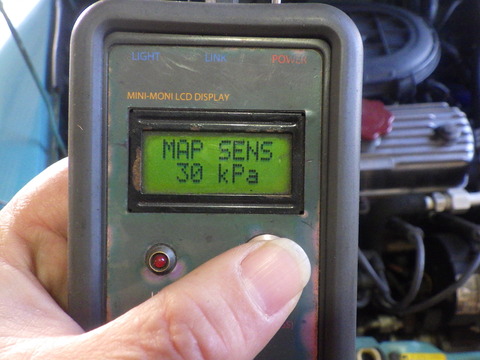 LIGHT LINK POWER
MINI-MONI LCD DISPLAY
MAP SENS
30 kPa